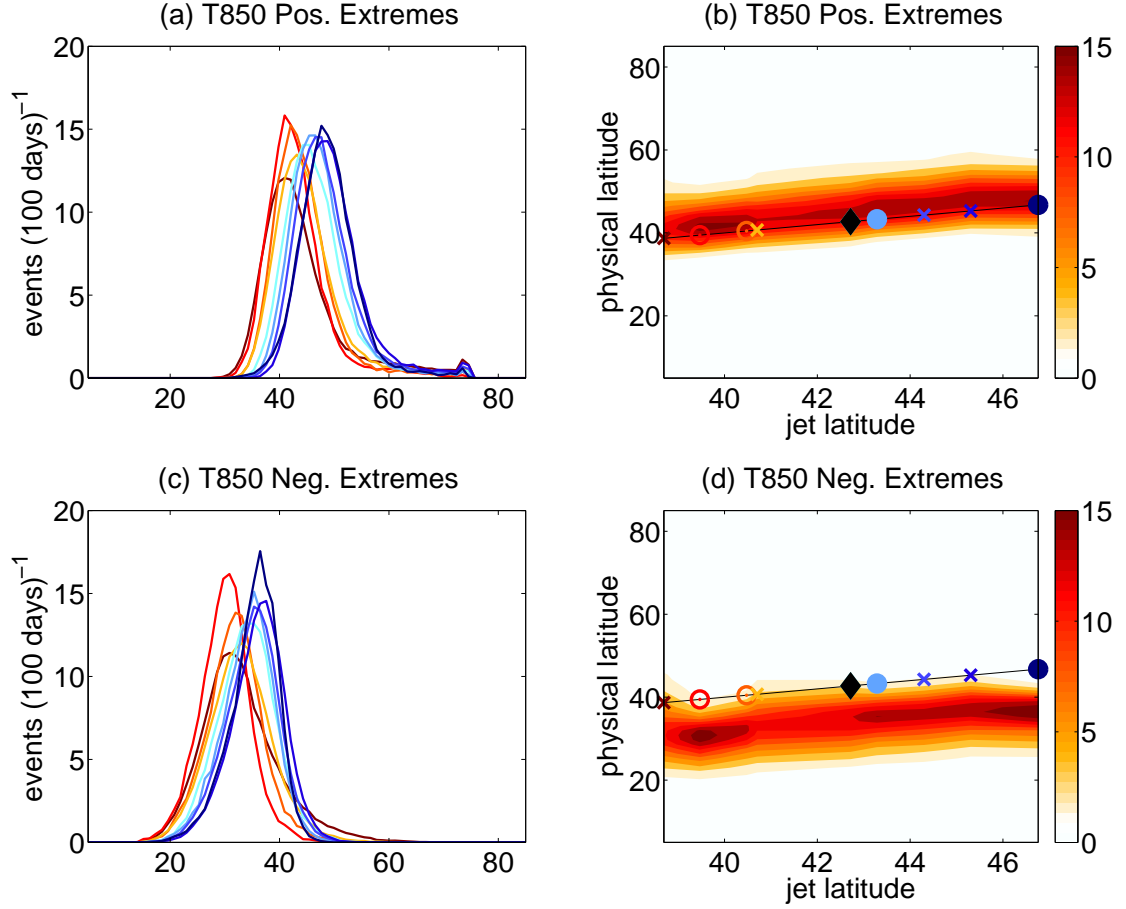 (a) T850 Pos. Extremes
events (100 days)⁻¹
20
15
10
5
0
20 40 60 80
(b) T850 Pos. Extremes
physical latitude
80
60
40
20
40 42 44 46
jet latitude
15
10
5
0
(c) T850 Neg. Extremes
events (100 days)⁻¹
20
15
10
5
0
20 40 60 80
(d) T850 Neg. Extremes
physical latitude
80
60
40
20
40 42 44 46
jet latitude
15
10
5
0